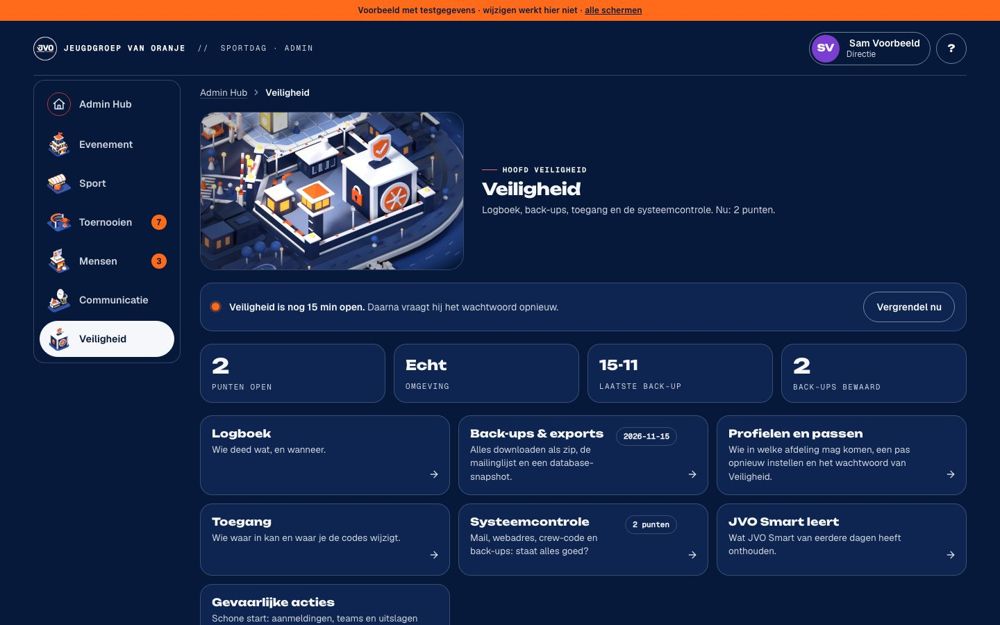 Voorbeeld met testgegevens · wijzigen werkt hier niet · alle schermen
JVO JEUGDGROEP VAN ORANJE // SPORTDAG · ADMIN
SV Sam Voorbeeld
Directie
?
Admin Hub
Evenement
Sport
Toernooien 7
Mensen 3
Communicatie
Veiligheid
Admin Hub > Veiligheid
HOOFD VEILIGHEID
Veiligheid
Logboek, back-ups, toegang en de systeemcontrole. Nu: 2 punten.
Veiligheid is nog 15 min open. Daarna vraagt hij het wachtwoord opnieuw.
Vergrendel nu
2
PUNTEN OPEN
Echt
OMGEVING
15-11
LAATSTE BACK-UP
2
BACK-UPS BEWAARD
Logboek
Wie deed wat, en wanneer.
→
Back-ups & exports 2026-11-15
Alles downloaden als zip, de
mailinglijst en een database-
snapshot.
→
Profielen en passen
Wie in welke afdeling mag komen, een pas
opnieuw instellen en het wachtwoord van
Veiligheid.
→
Toegang
Wie waar in kan en waar je de codes wijzigt.
→
Systeemcontrole 2 punten
Mail, webadres, crew-code en
back-ups: staat alles goed?
→
JVO Smart leert
Wat JVO Smart van eerdere dagen heeft
onthouden.
→
Gevaarlijke acties
Schone start: aanmeldingen, teams en uitslagen